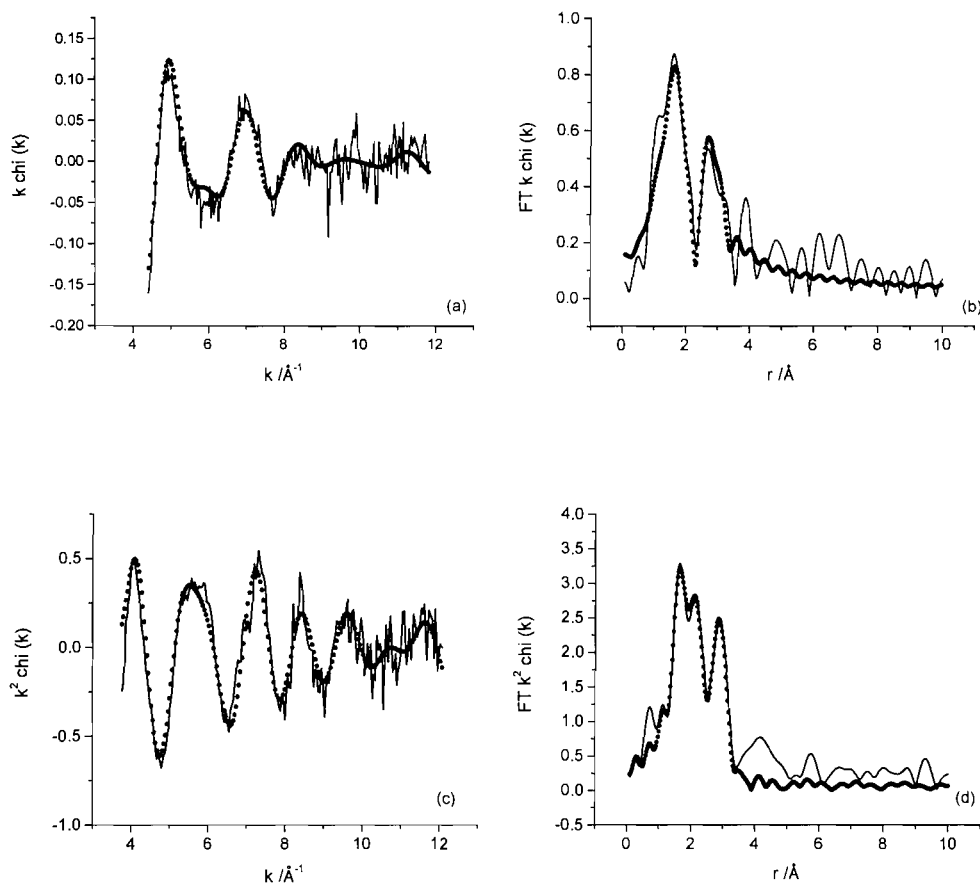 0.15
0.10
0.05
0.00
-0.05
-0.10
-0.15
-0.20
k chi (k)
4 6 8 10 12
k /Å⁻¹
(a)
1.0
0.8
0.6
0.4
0.2
0.0
FT k chi (k)
0 2 4 6 8 10
r /Å
(b)
0.5
0.0
-0.5
-1.0
k² chi (k)
4 6 8 10 12
k /Å⁻¹
(c)
4.0
3.5
3.0
2.5
2.0
1.5
1.0
0.5
0.0
-0.5
FT k² chi (k)
0 2 4 6 8 10
r /Å
(d)